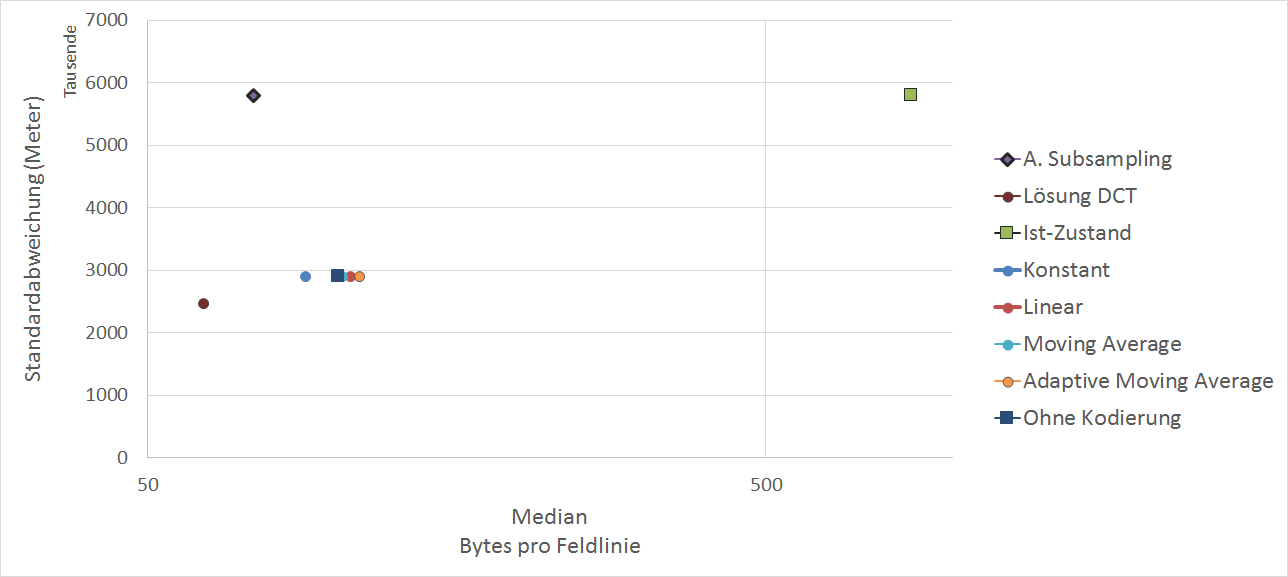 7000
6000
5000
4000
3000
2000
1000
0
Tausende
Standardabweichung (Meter)
50
500
Median
Bytes pro Feldlinie
A. Subsampling
Lösung DCT
Ist-Zustand
Konstant
Linear
Moving Average
Adaptive Moving Average
Ohne Kodierung